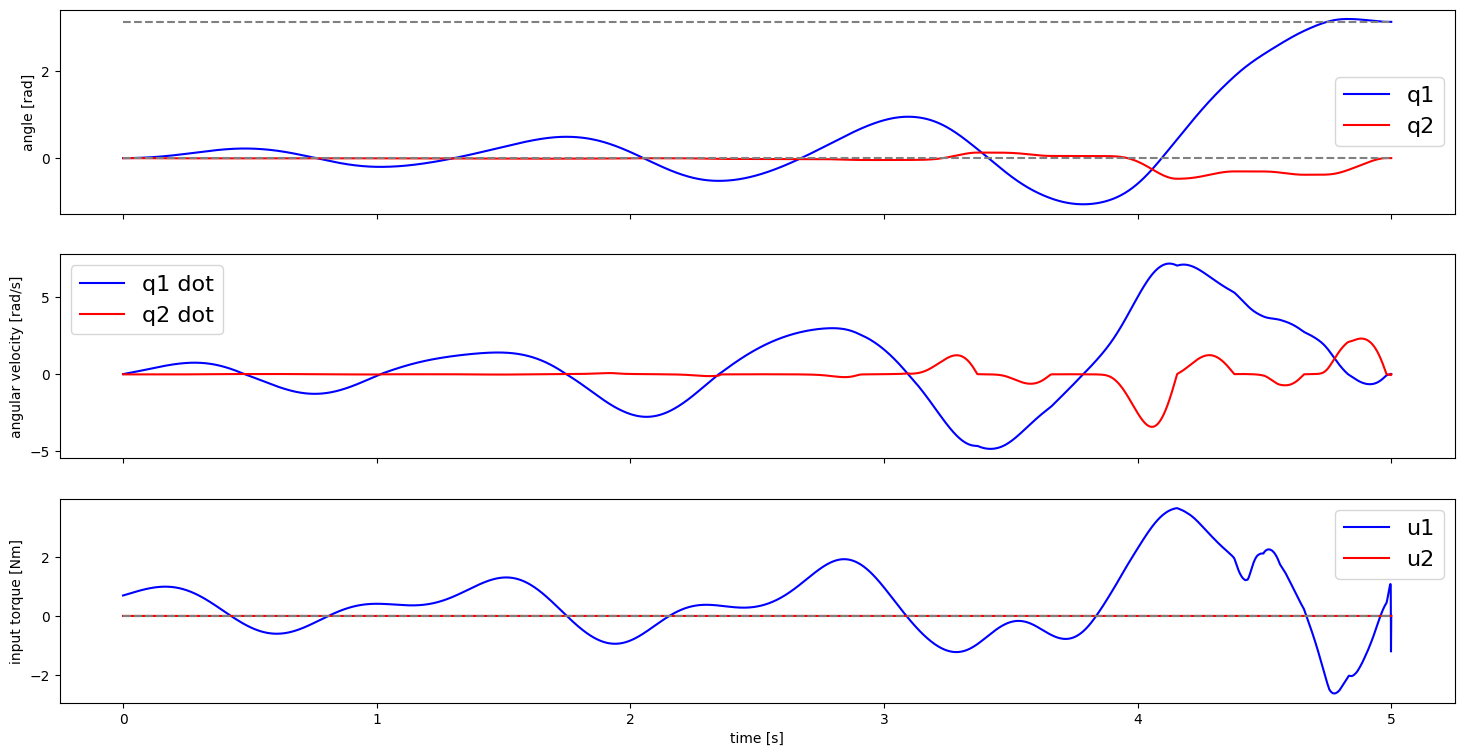 angle [rad]
2
0
q1
q2
angular velocity [rad/s]
5
0
−5
q1 dot
q2 dot
input torque [Nm]
2
0
−2
u1
u2
0 1 2 3 4 5
time [s]